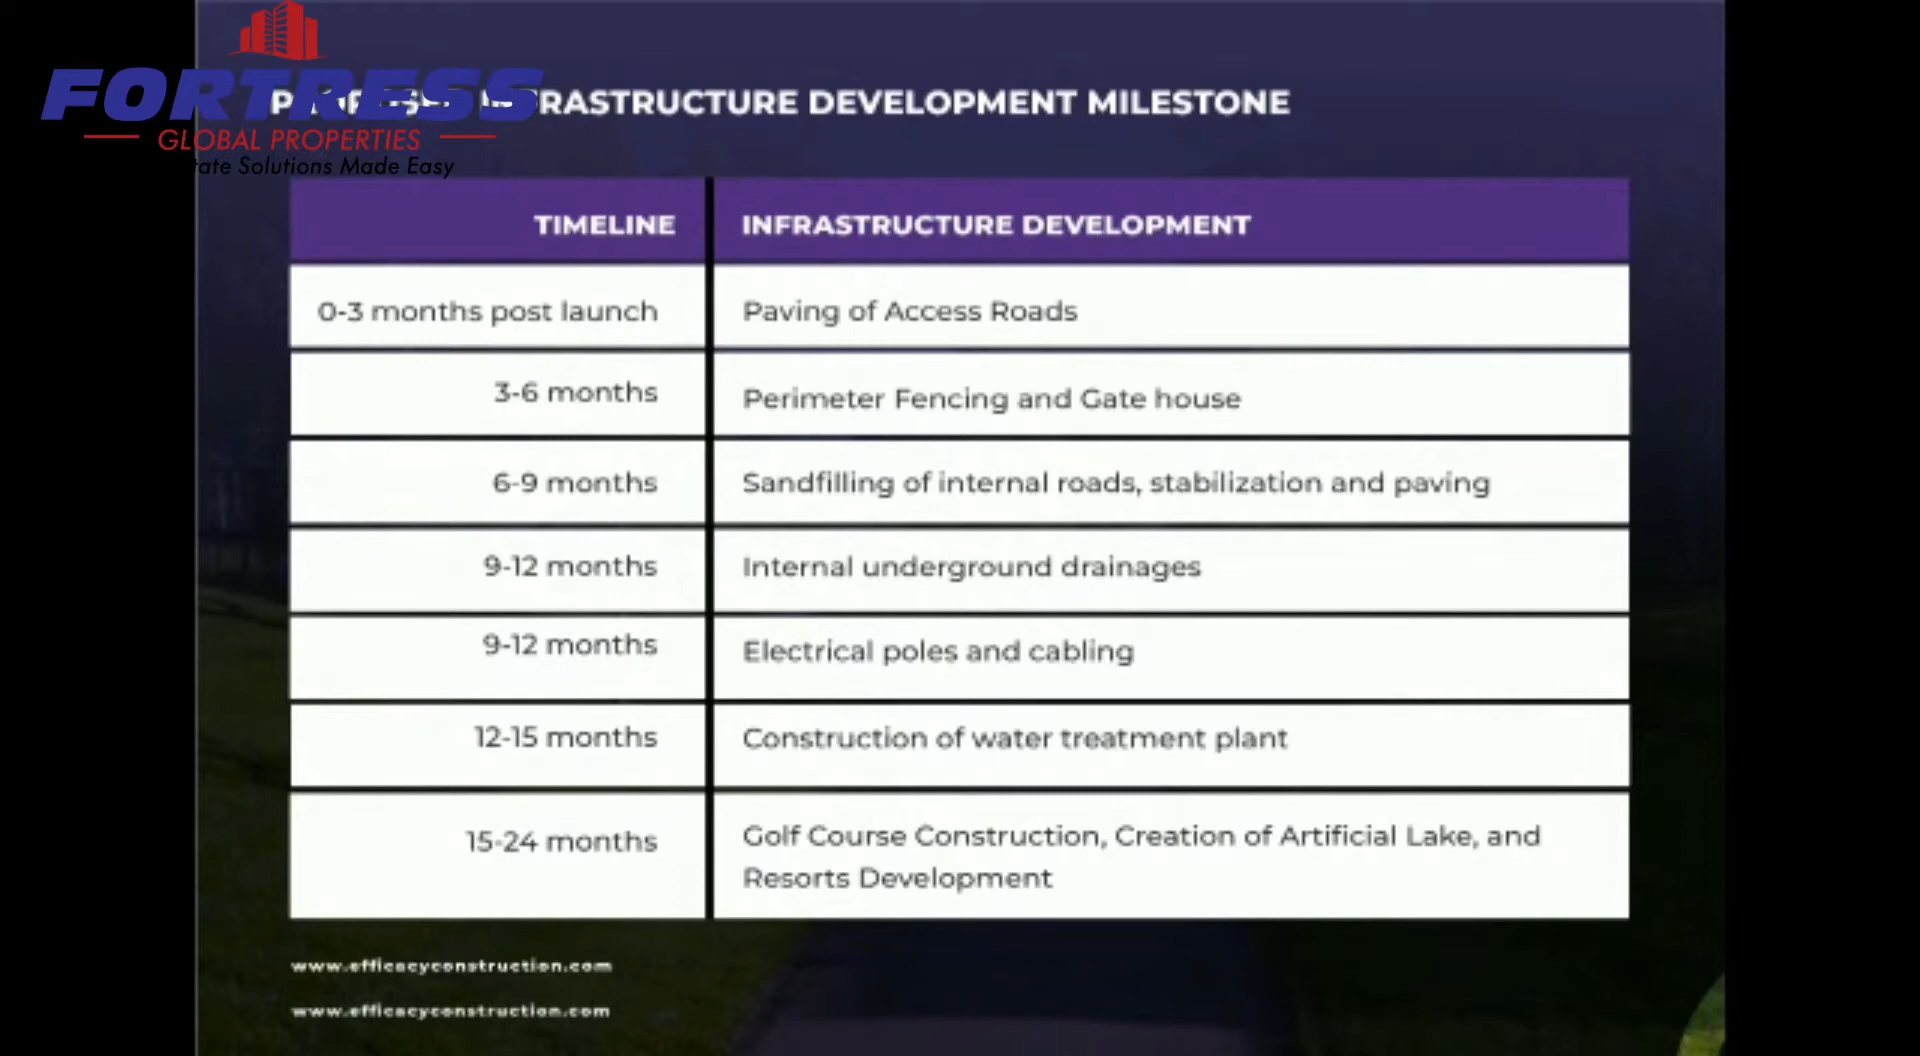 FORTRESS
GLOBAL PROPERTIES
tate Solutions Made Easy
INFRASTRUCTURE DEVELOPMENT MILESTONE
TIMELINE INFRASTRUCTURE DEVELOPMENT
0-3 months post launch Paving of Access Roads
3-6 months Perimeter Fencing and Gate house
6-9 months Sandfilling of internal roads, stabilization and paving
9-12 months Internal underground drainages
9-12 months Electrical poles and cabling
12-15 months Construction of water treatment plant
15-24 months Golf Course Construction, Creation of Artificial Lake, and
Resorts Development
www.efficacyconstruction.com
www.efficacyconstruction.com